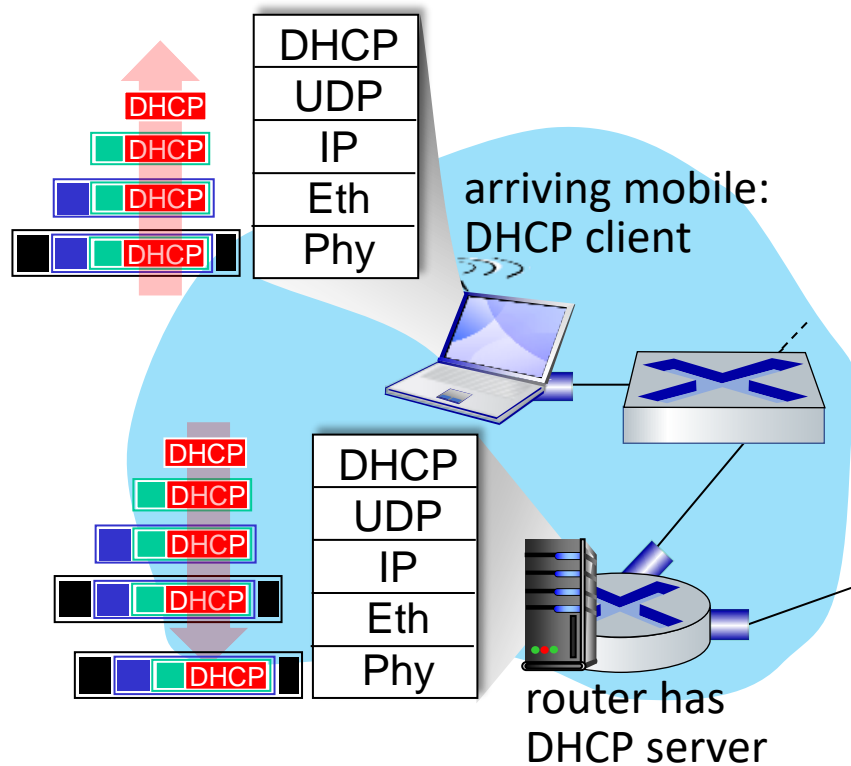 DHCP
UDP
IP
Eth
Phy
DHCP
DHCP
DHCP
DHCP
arriving mobile:
DHCP client
DHCP
UDP
IP
Eth
Phy
DHCP
DHCP
DHCP
DHCP
DHCP
router has
DHCP server